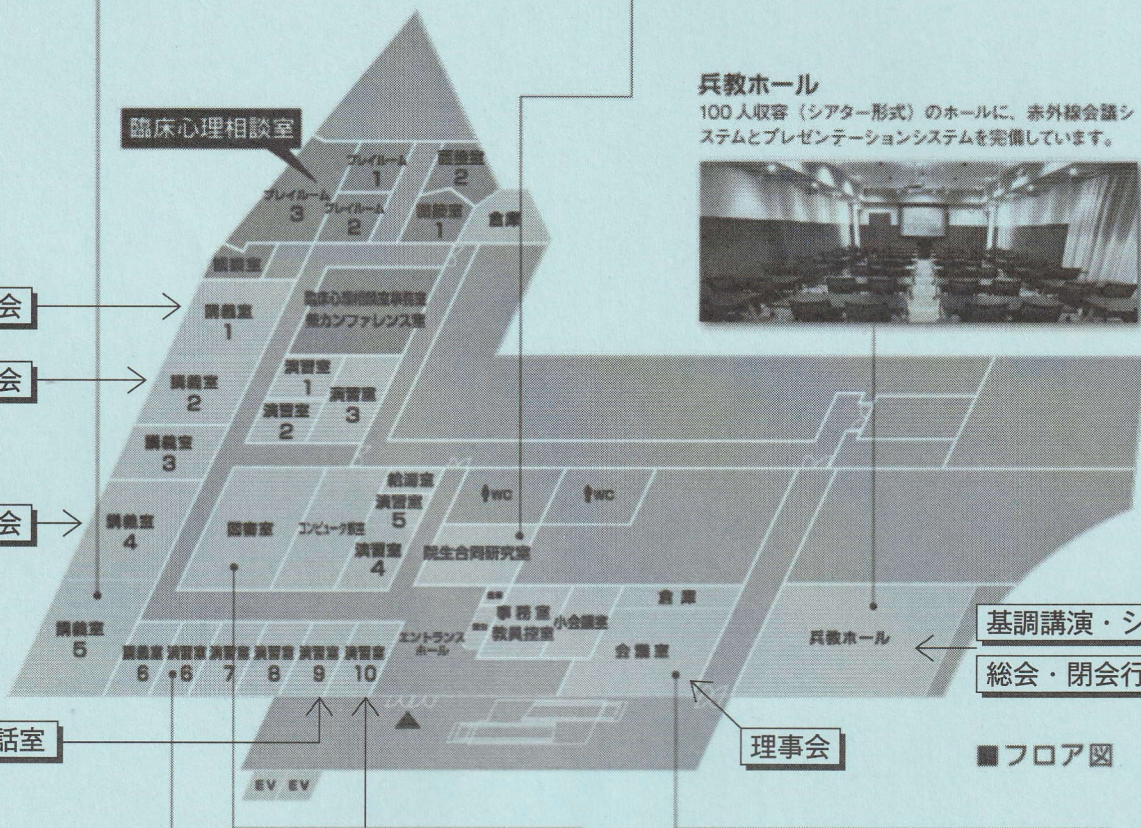 兵教ホール
100人収容（シアター形式）のホールに、赤外線会議シ
ステムとプレゼンテーションシステムを完備しています。
臨床心理相談室
プレイルーム
1
面接室
2
プレイルーム
3
プレイルーム
2
面接室
1
倉庫
会
講義室
1
臨床心理相談室事務室
兼カンファレンス室
会
講義室
2
演習室
1
演習室
2
演習室
3
講義室
3
会
講義室
4
図書室
給湯室
演習室
5
演習室
4
WC
WC
院生合同研究室
講義室
5
講義室
6
演習室
6
演習室
7
演習室
8
演習室
9
演習室
10
エントランス
ホール
事務室
教員控室
小会議室
倉庫
会議室
兵教ホール
基調講演・シ
総会・閉会行
話室
理事会
EV EV
■フロア図